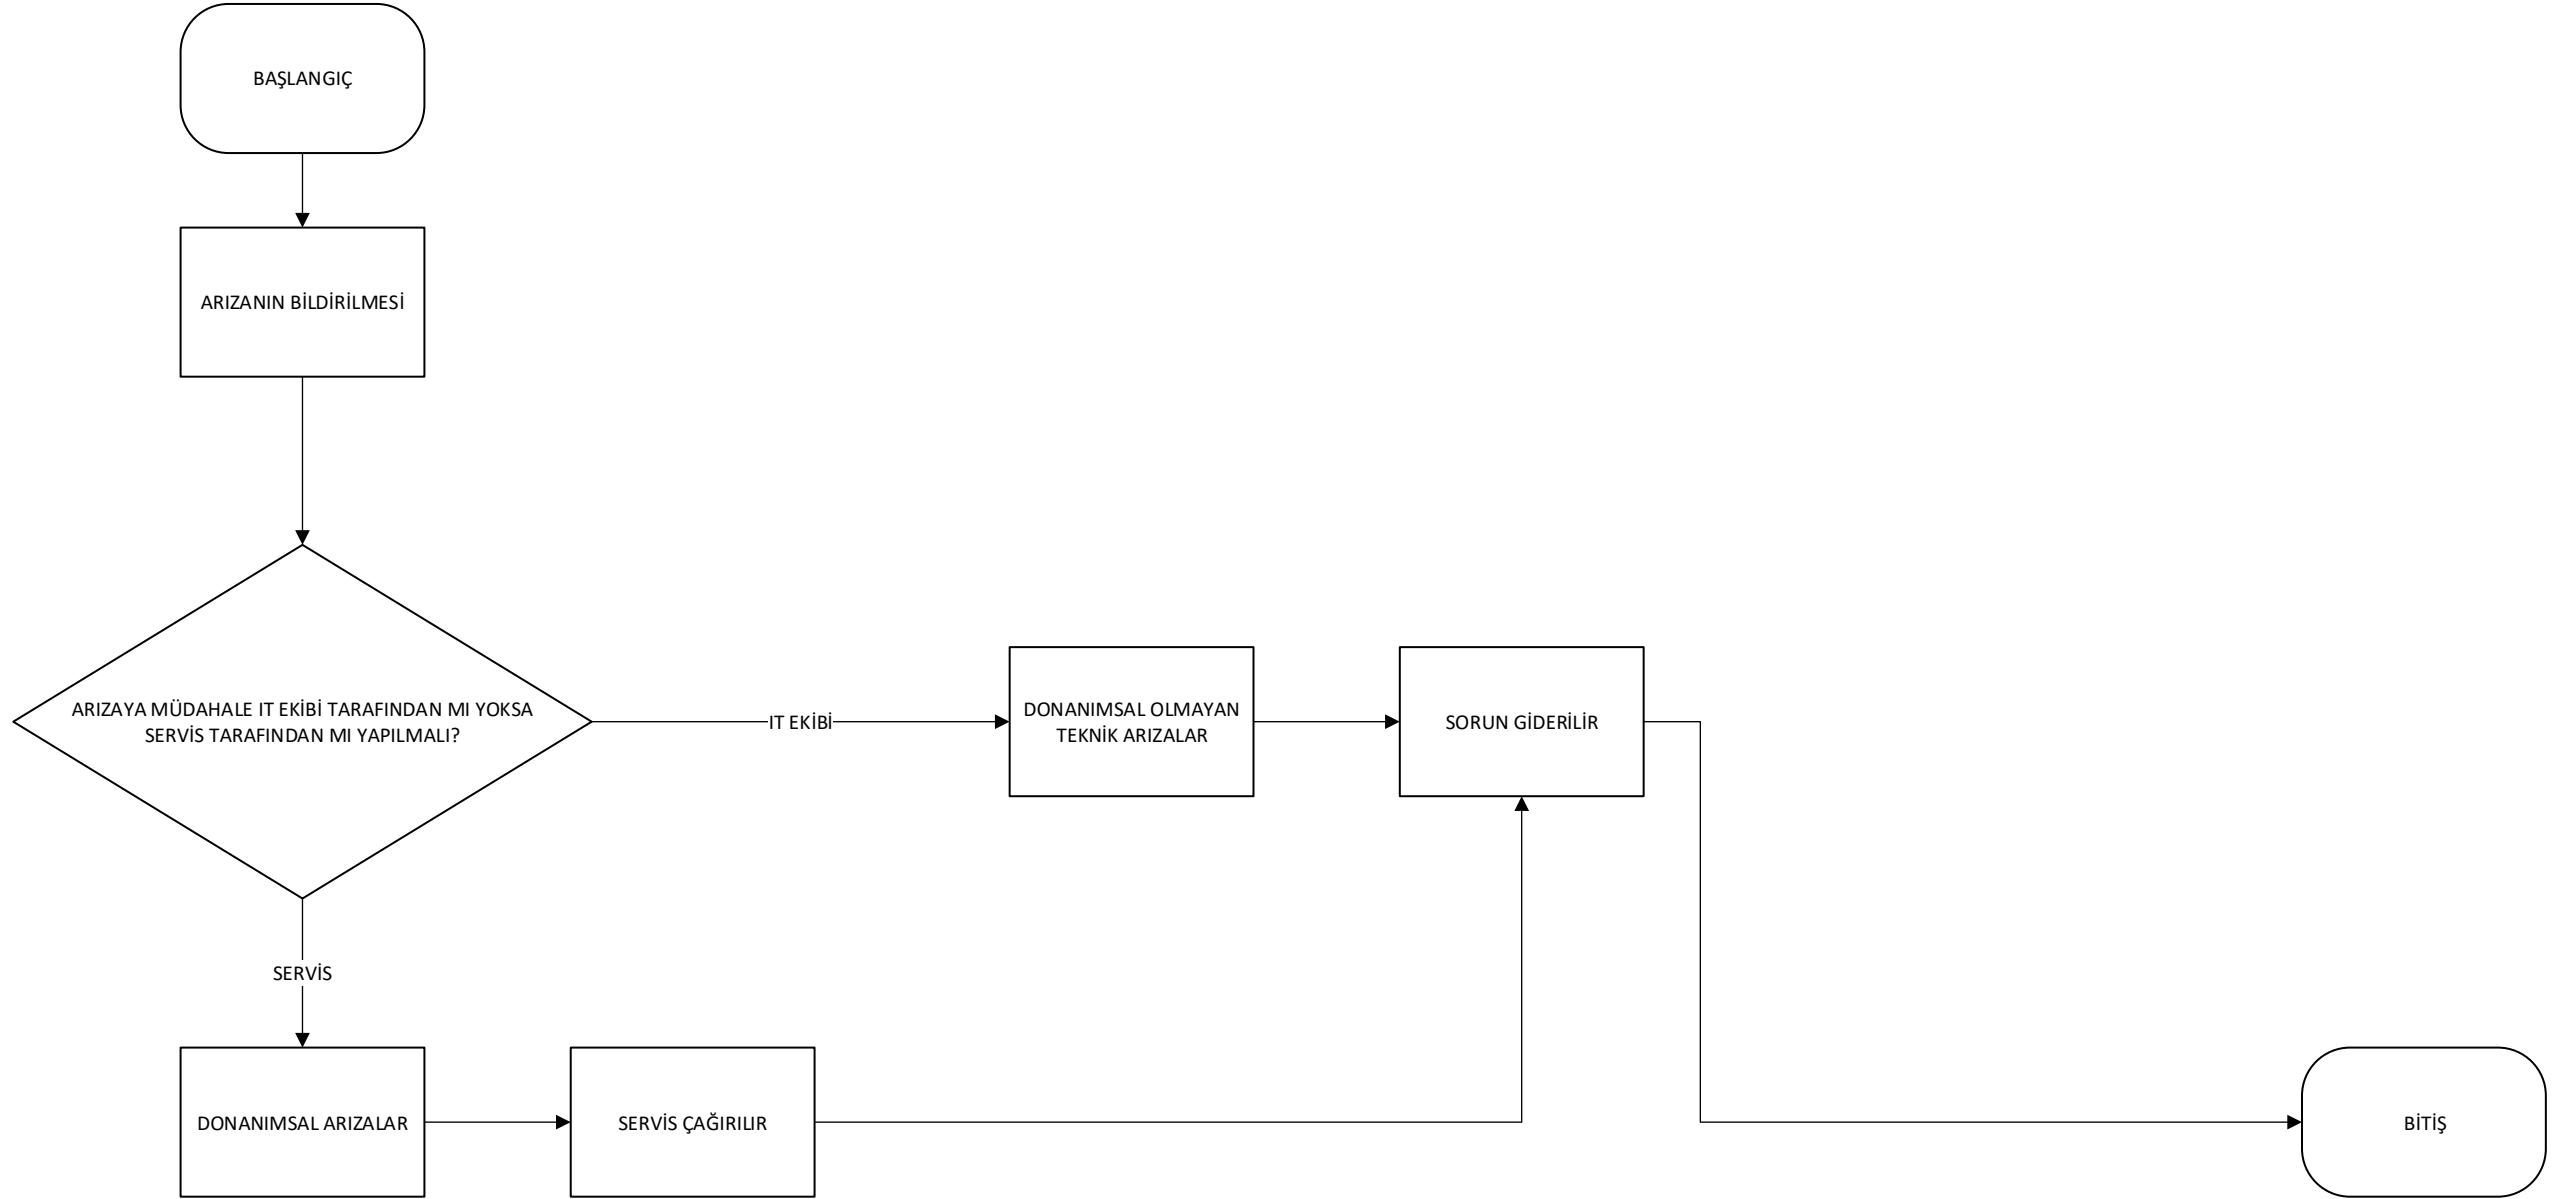 BAŞLANGIÇ
ARIZANIN BİLDİRİLMESİ
ARIZAYA MÜDAHALE IT EKİBİ TARAFINDAN MI YOKSA
SERVİS TARAFINDAN MI YAPILMALI?
IT EKİBİ
DONANIMSAL OLMAYAN
TEKNİK ARIZALAR
SORUN GİDERİLİR
SERVİS
DONANIMSAL ARIZALAR
SERVİS ÇAĞIRILIR
BİTİŞ